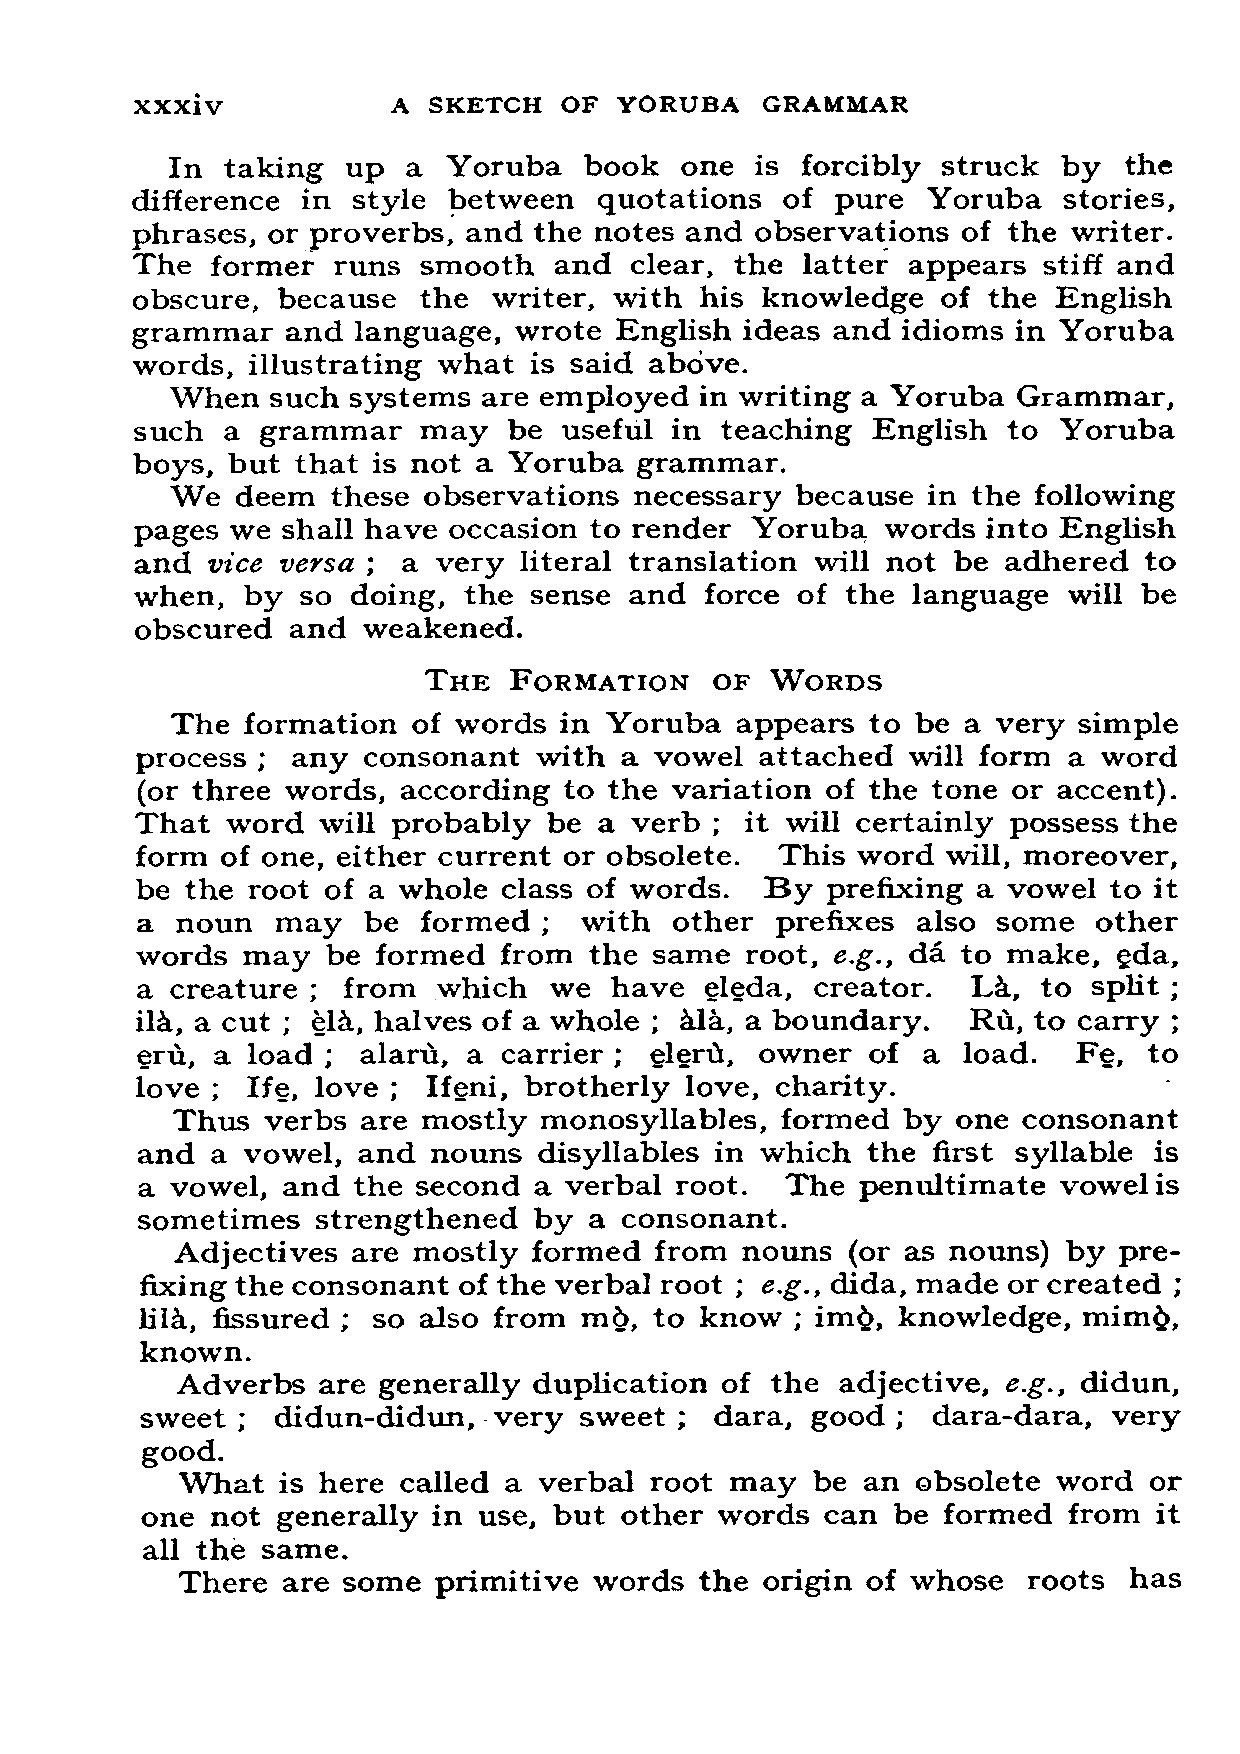 xxxiv A SKETCH OF YORUBA GRAMMAR
In taking up a Yoruba book one is forcibly struck by the
difference in style between quotations of pure Yoruba stories,
phrases, or proverbs, and the notes and observations of the writer.
The former runs smooth and clear, the latter appears stiff and
obscure, because the writer, with his knowledge of the English
grammar and language, wrote English ideas and idioms in Yoruba
words, illustrating what is said above.
When such systems are employed in writing a Yoruba Grammar,
such a grammar may be useful in teaching English to Yoruba
boys, but that is not a Yoruba grammar.
We deem these observations necessary because in the following
pages we shall have occasion to render Yoruba words into English
and vice versa ; a very literal translation will not be adhered to
when, by so doing, the sense and force of the language will be
obscured and weakened.
THE FORMATION OF WORDS
The formation of words in Yoruba appears to be a very simple
process ; any consonant with a vowel attached will form a word
(or three words, according to the variation of the tone or accent).
That word will probably be a verb ; it will certainly possess the
form of one, either current or obsolete. This word will, moreover,
be the root of a whole class of words. By prefixing a vowel to it
a noun may be formed ; with other prefixes also some other
words may be formed from the same root, e.g., dá to make, ẹda,
a creature ; from which we have ẹlẹda, creator. Là, to split ;
ilà, a cut ; ẹ̀là, halves of a whole ; àlà, a boundary. Rù, to carry ;
ẹrù, a load ; alarù, a carrier ; ẹlẹrù, owner of a load. Fẹ, to
love ; Ifẹ, love ; Ifẹni, brotherly love, charity.
Thus verbs are mostly monosyllables, formed by one consonant
and a vowel, and nouns disyllables in which the first syllable is
a vowel, and the second a verbal root. The penultimate vowel is
sometimes strengthened by a consonant.
Adjectives are mostly formed from nouns (or as nouns) by pre-
fixing the consonant of the verbal root ; e.g., dida, made or created ;
lilà, fissured ; so also from mọ̀, to know ; imọ̀, knowledge, mimọ̀,
known.
Adverbs are generally duplication of the adjective, e.g., didun,
sweet ; didun-didun, very sweet ; dara, good ; dara-dara, very
good.
What is here called a verbal root may be an obsolete word or
one not generally in use, but other words can be formed from it
all the same.
There are some primitive words the origin of whose roots has